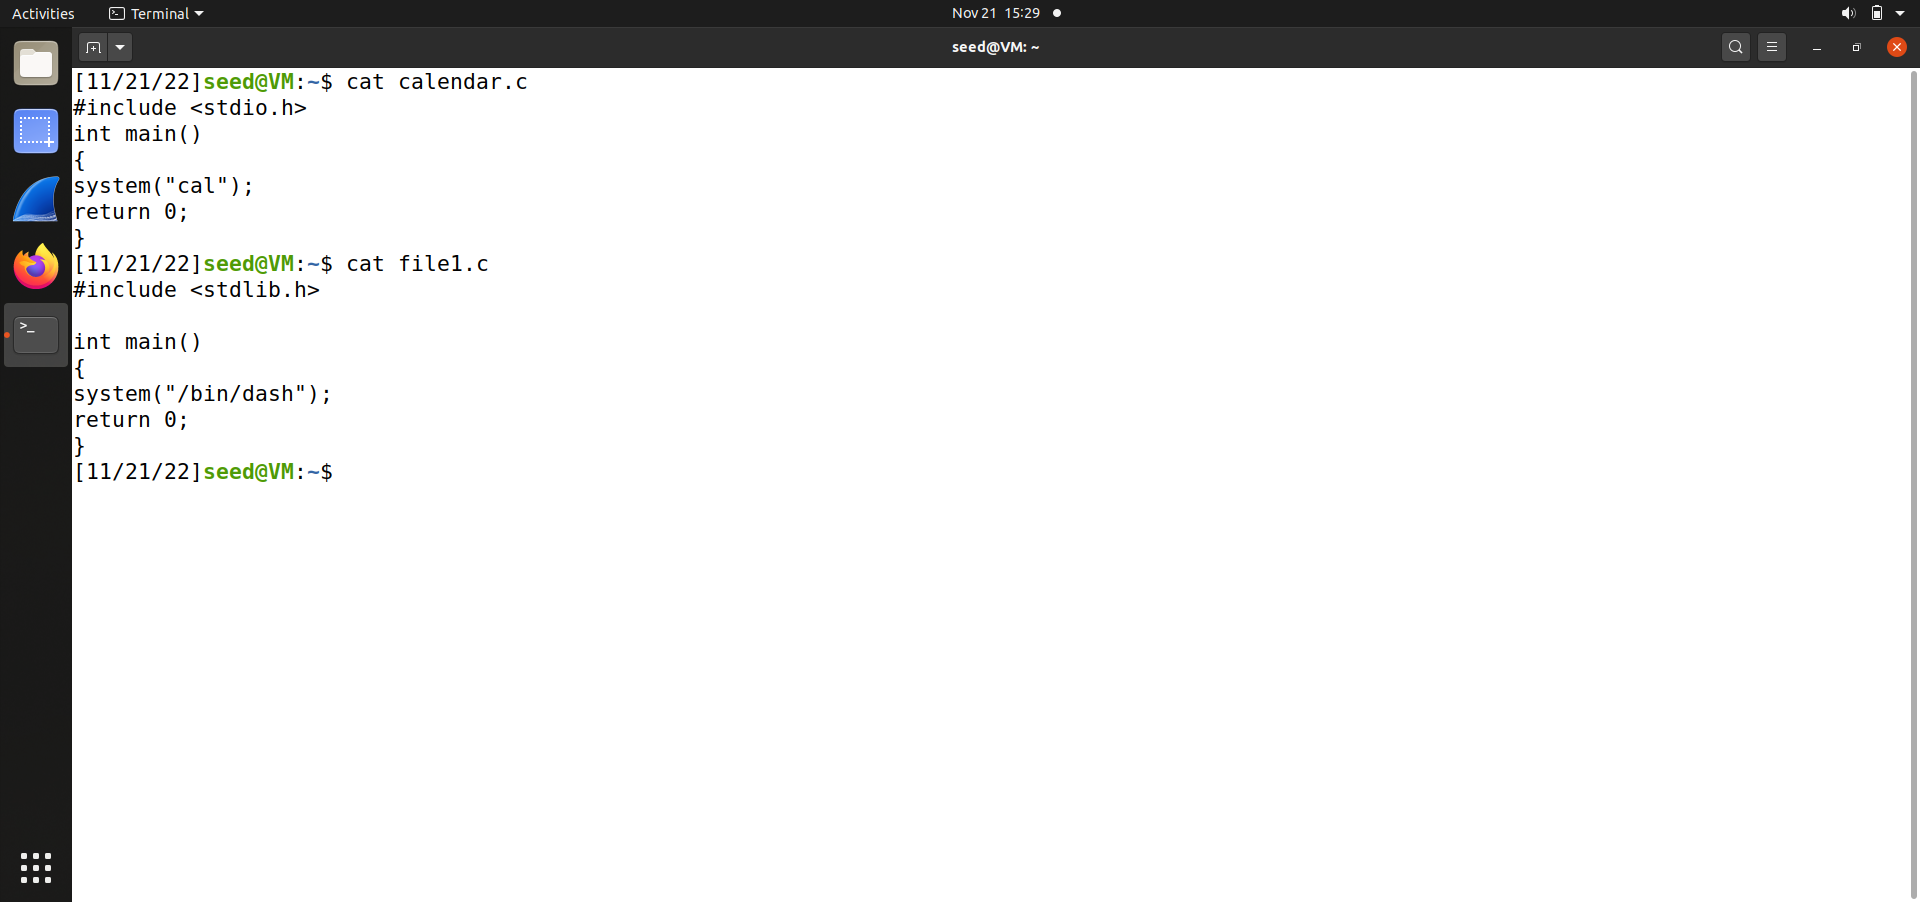 Activities
Terminal
Nov 21 15:29
seed@VM: ~
[11/21/22]seed@VM:~$ cat calendar.c
#include <stdio.h>
int main()
{
system("cal");
return 0;
}
[11/21/22]seed@VM:~$ cat file1.c
#include <stdlib.h>
int main()
{
system("/bin/dash");
return 0;
}
[11/21/22]seed@VM:~$